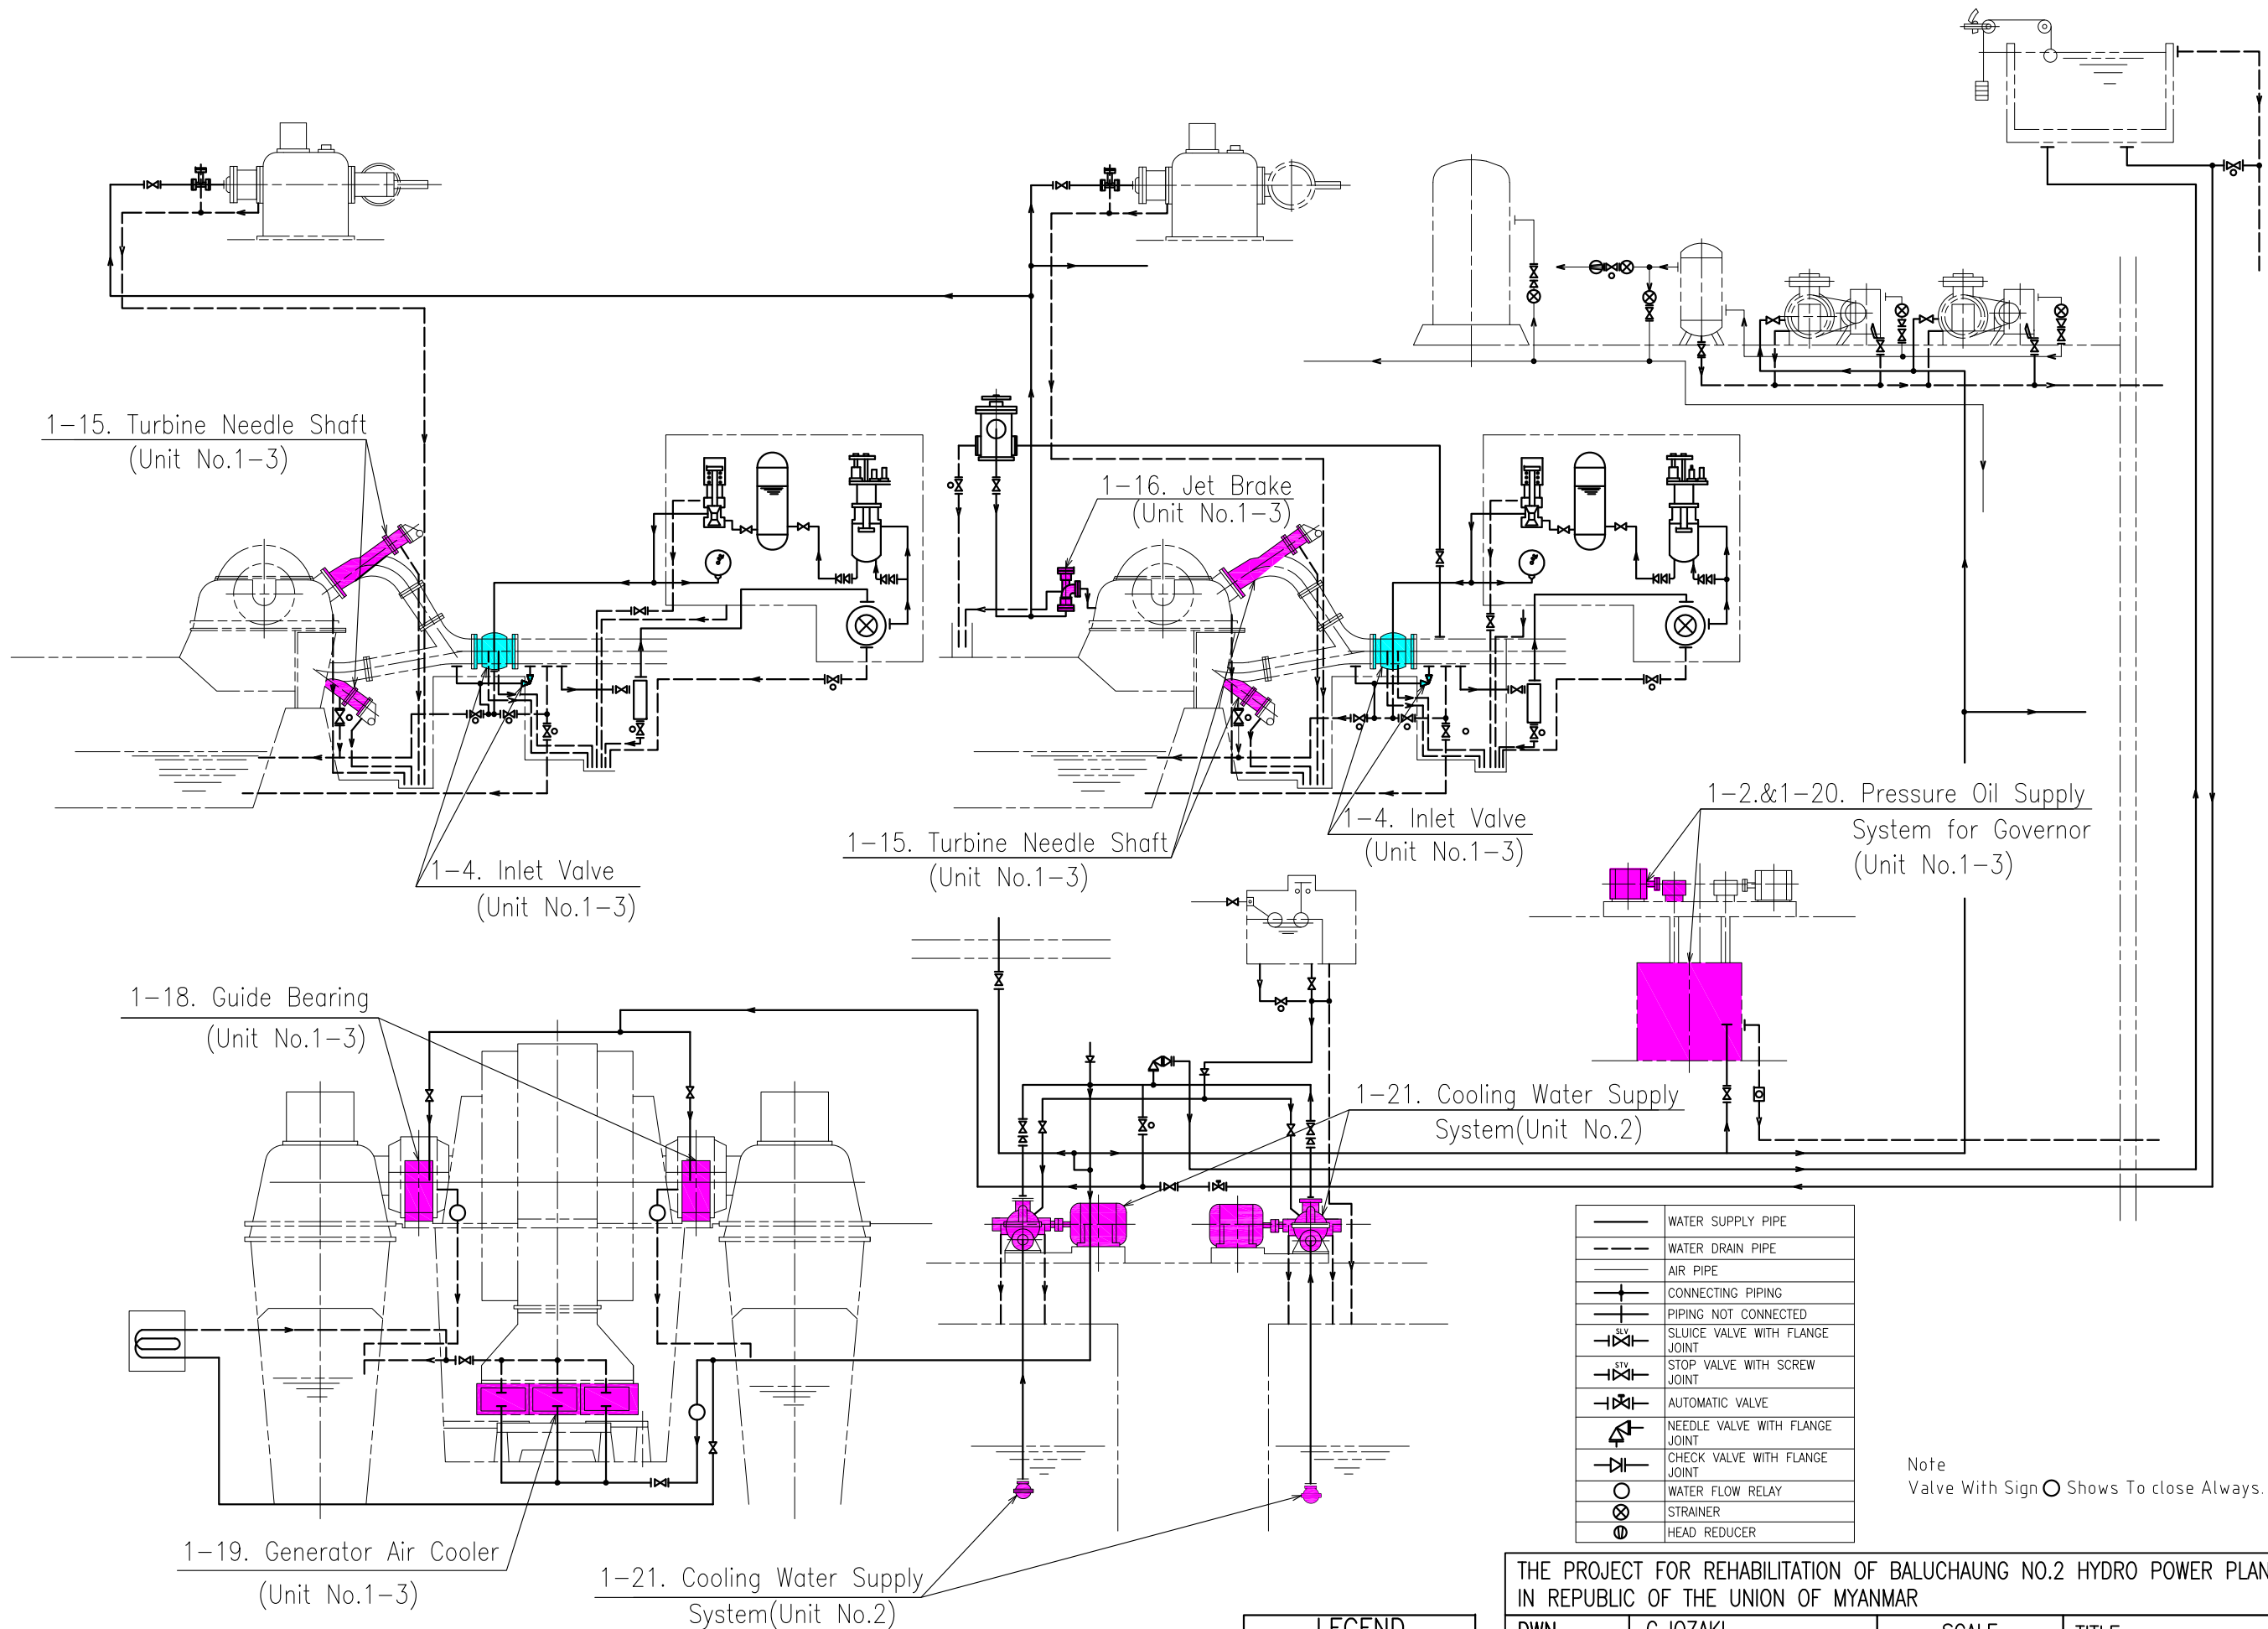 1-15. Turbine Needle Shaft
(Unit No.1-3)
1-16. Jet Brake
(Unit No.1-3)
1-4. Inlet Valve
(Unit No.1-3)
1-15. Turbine Needle Shaft
(Unit No.1-3)
1-4. Inlet Valve
(Unit No.1-3)
1-2.&1-20. Pressure Oil Supply
System for Governor
(Unit No.1-3)
1-18. Guide Bearing
(Unit No.1-3)
1-21. Cooling Water Supply
System(Unit No.2)
1-19. Generator Air Cooler
(Unit No.1-3)
1-21. Cooling Water Supply
System(Unit No.2)
WATER SUPPLY PIPE
WATER DRAIN PIPE
AIR PIPE
CONNECTING PIPING
PIPING NOT CONNECTED
SLV
SLUICE VALVE WITH FLANGE
JOINT
STV
STOP VALVE WITH SCREW
JOINT
AUTOMATIC VALVE
NEEDLE VALVE WITH FLANGE
JOINT
CHECK VALVE WITH FLANGE
JOINT
WATER FLOW RELAY
STRAINER
HEAD REDUCER
Note
Valve With Sign ○ Shows To close Always.
THE PROJECT FOR REHABILITATION OF BALUCHAUNG NO.2 HYDRO POWER PLAN
IN REPUBLIC OF THE UNION OF MYANMAR
LEGEND
DWN
G.JOZAKI
SCALE
TITLE